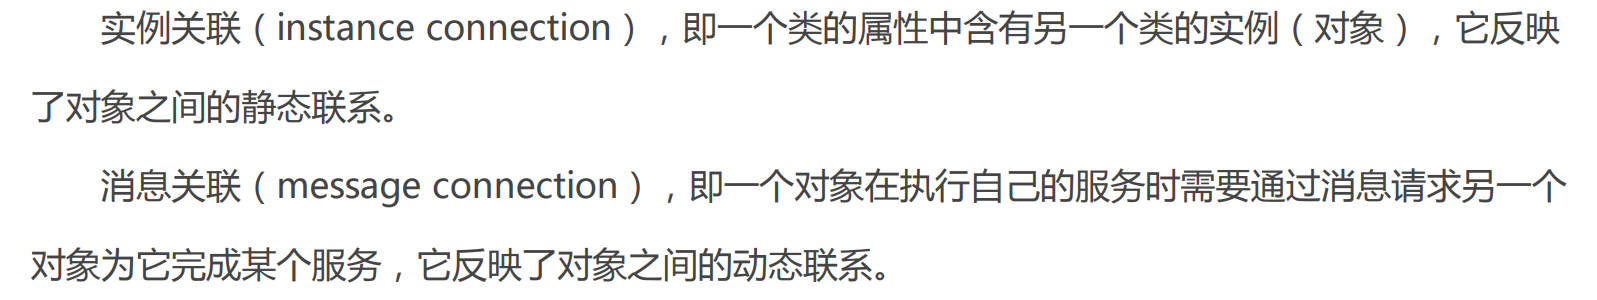 实例关联（instance connection），即一个类的属性中含有另一个类的实例（对象），它反映
了对象之间的静态联系。
消息关联（message connection），即一个对象在执行自己的服务时需要通过消息请求另一个
对象为它完成某个服务，它反映了对象之间的动态联系。